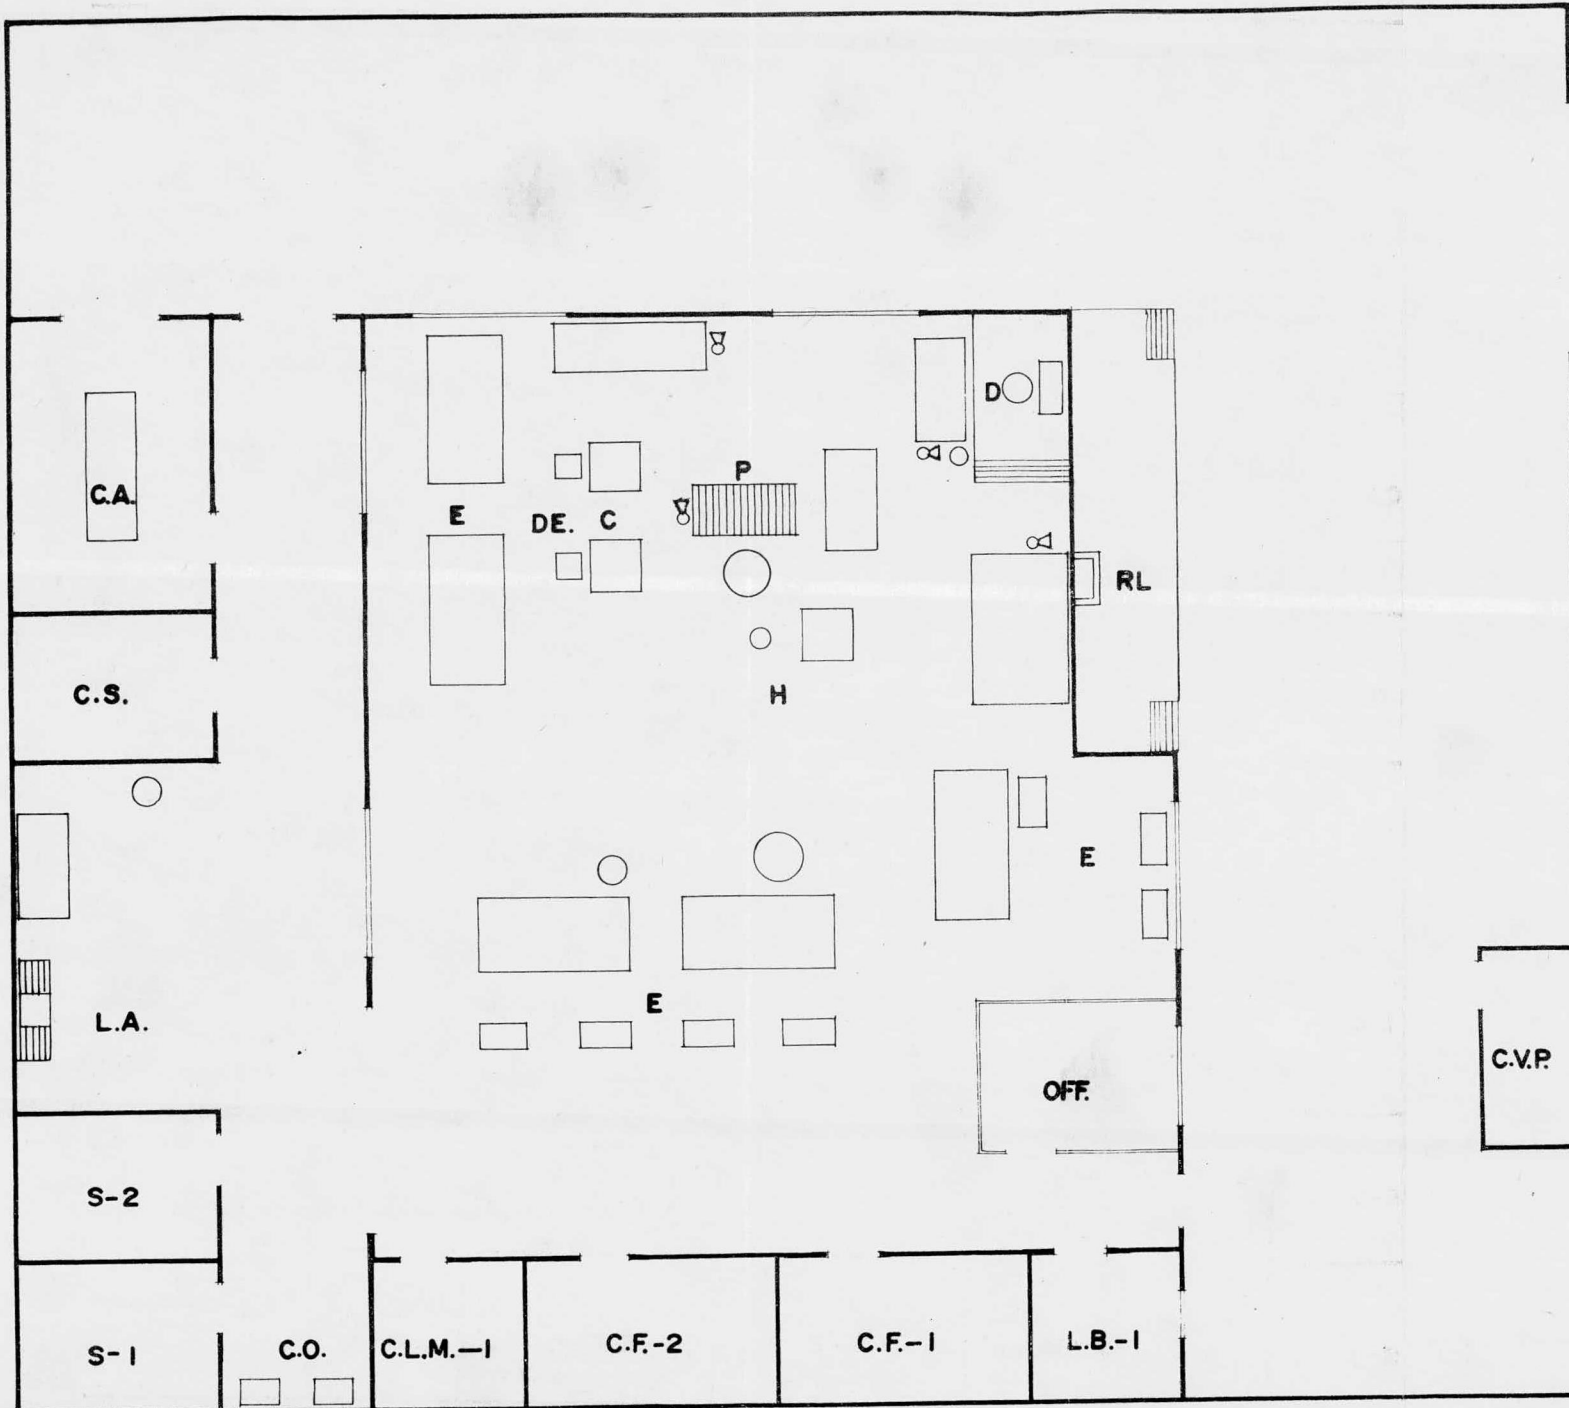 D
P
C.A.
E
DE.
C
RL
C.S.
H
E
E
L.A.
C.V.P.
OFF.
S-2
S-1
C.O.
C.L.M.-1
C.F.-2
C.F.-1
L.B.-1